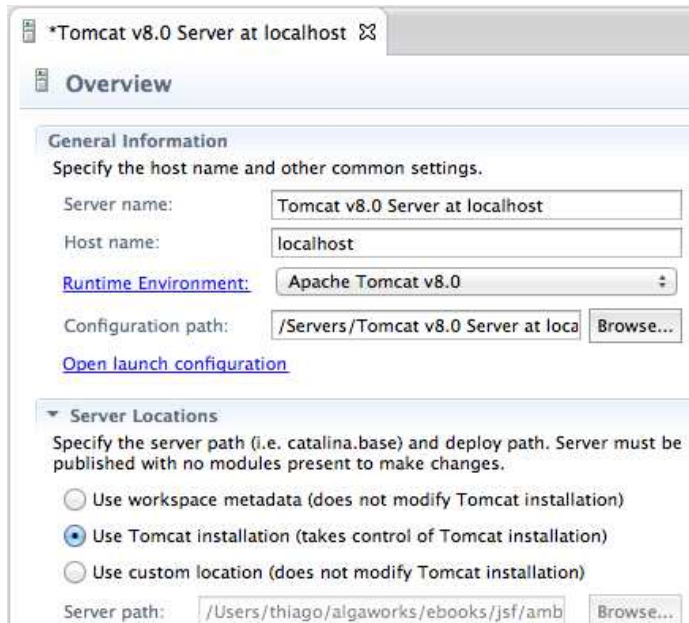 *Tomcat v8.0 Server at localhost
Overview
General Information
Specify the host name and other common settings.
Server name:
Tomcat v8.0 Server at localhost
Host name:
localhost
Runtime Environment:
Apache Tomcat v8.0
Configuration path:
/Servers/Tomcat v8.0 Server at loca
Browse...
Open launch configuration
Server Locations
Specify the server path (i.e. catalina.base) and deploy path. Server must be
published with no modules present to make changes.
Use workspace metadata (does not modify Tomcat installation)
Use Tomcat installation (takes control of Tomcat installation)
Use custom location (does not modify Tomcat installation)
Server path:
/Users/thiago/algaworks/ebooks/jsf/amb
Browse...